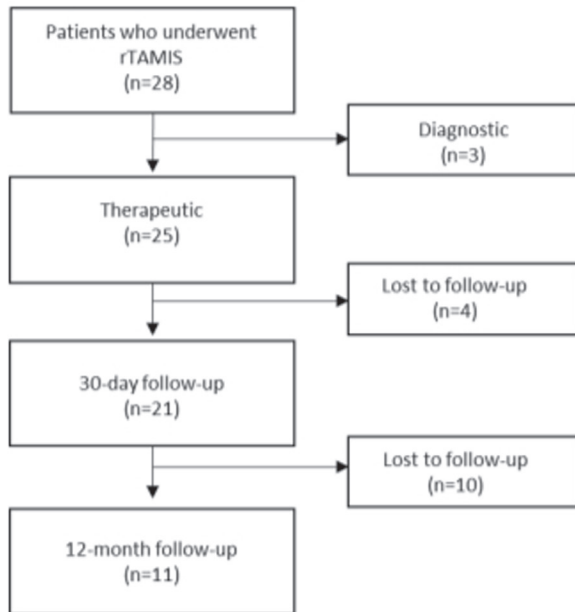 Patients who underwent
rTAMIS
(n=28)
Diagnostic
(n=3)
Therapeutic
(n=25)
Lost to follow-up
(n=4)
30-day follow-up
(n=21)
Lost to follow-up
(n=10)
12-month follow-up
(n=11)